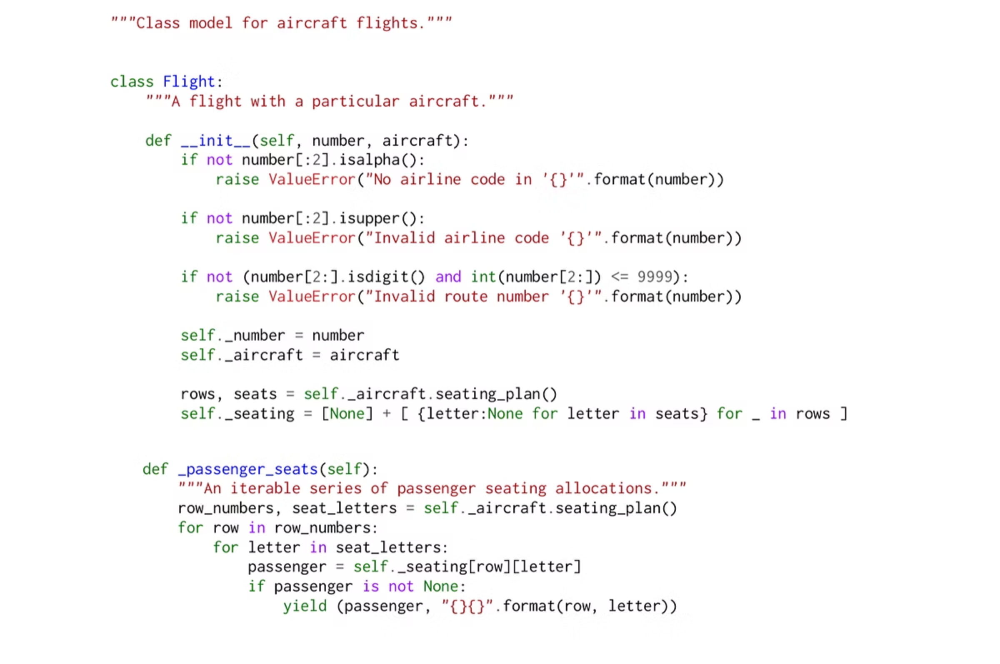 """Class model for aircraft flights."""
class Flight:
    """A flight with a particular aircraft."""
    def __init__(self, number, aircraft):
        if not number[:2].isalpha():
            raise ValueError("No airline code in '{}'".format(number))
        if not number[:2].isupper():
            raise ValueError("Invalid airline code '{}'".format(number))
        if not (number[2:].isdigit() and int(number[2:]) <= 9999):
            raise ValueError("Invalid route number '{}'".format(number))
        self._number = number
        self._aircraft = aircraft
        rows, seats = self._aircraft.seating_plan()
        self._seating = [None] + [ {letter:None for letter in seats} for _ in rows ]
    def _passenger_seats(self):
        """An iterable series of passenger seating allocations."""
        row_numbers, seat_letters = self._aircraft.seating_plan()
        for row in row_numbers:
            for letter in seat_letters:
                passenger = self._seating[row][letter]
                if passenger is not None:
                    yield (passenger, "{}{}".format(row, letter))